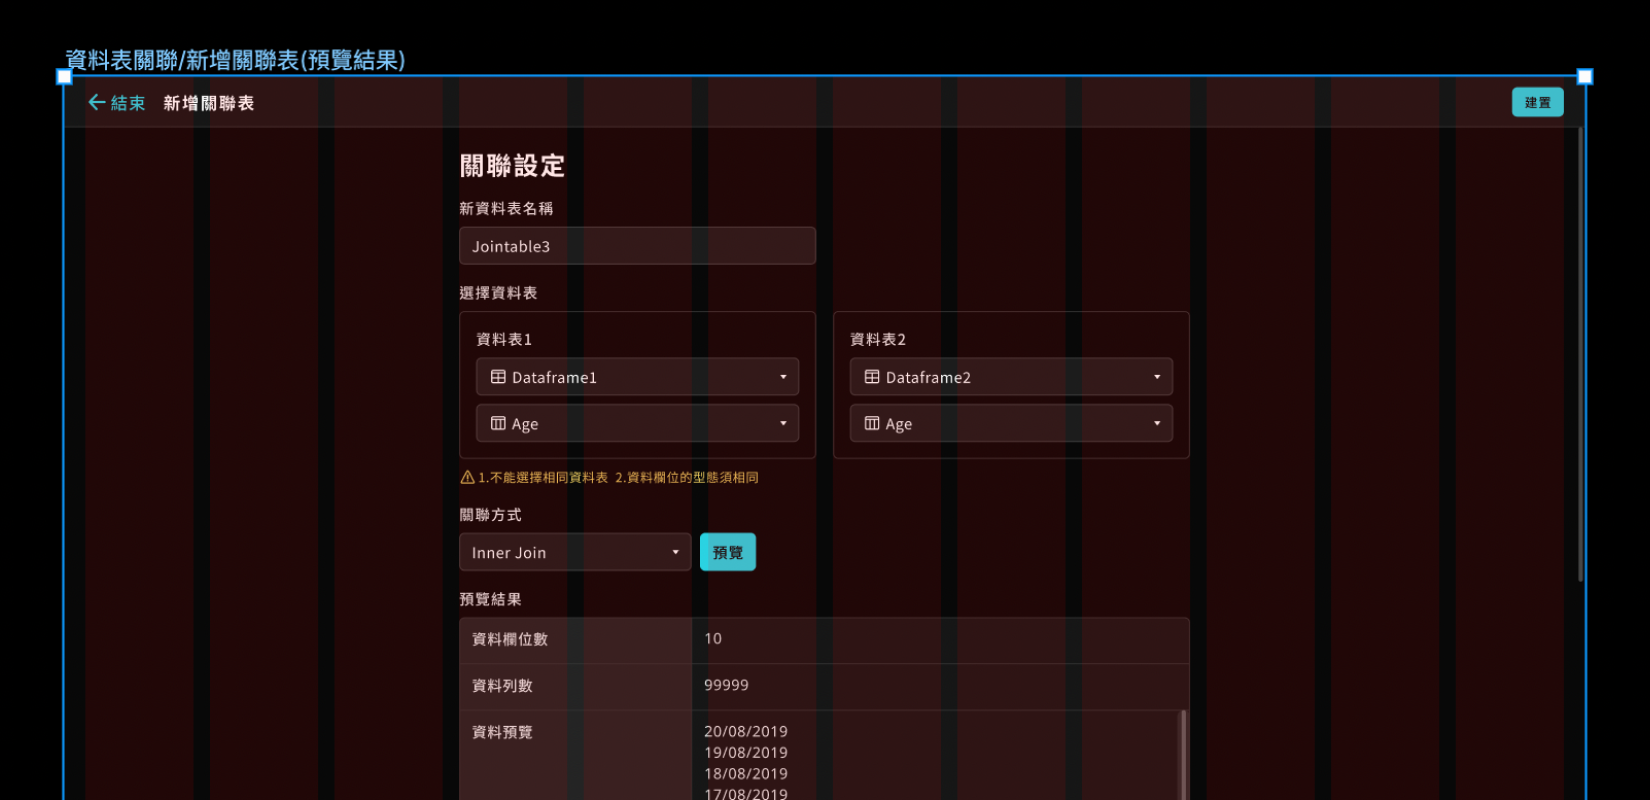 資料表關聯/新增關聯表(預覽結果)
結束 新增關聯表 建置
關聯設定
新資料表名稱
Jointable3
選擇資料表
資料表1 資料表2
Dataframe1 Dataframe2
Age Age
1.不能選擇相同資料表 2.資料欄位的型態須相同
關聯方式
Inner Join 預覽
預覽結果
資料欄位數 10
資料列數 99999
資料預覽 20/08/2019
19/08/2019
18/08/2019
17/08/2019